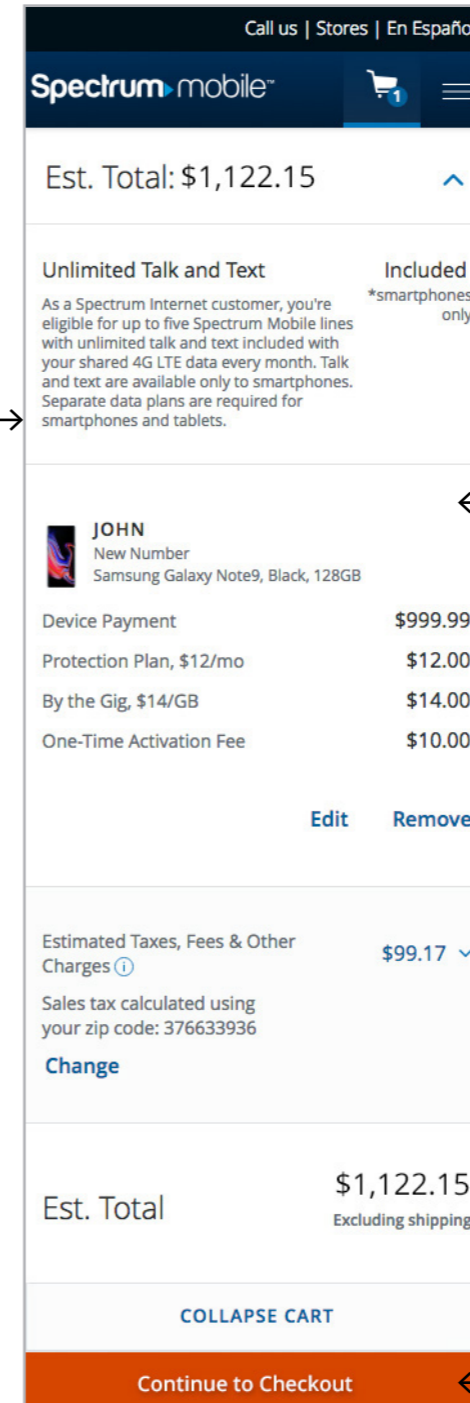 Call us | Stores | En Españo
Spectrum mobile™
1
Est. Total: $1,122.15
Unlimited Talk and Text
Included
As a Spectrum Internet customer, you're
*smartphones
eligible for up to five Spectrum Mobile lines
only
with unlimited talk and text included with
your shared 4G LTE data every month. Talk
and text are available only to smartphones.
Separate data plans are required for
smartphones and tablets.
JOHN
New Number
Samsung Galaxy Note9, Black, 128GB
Device Payment $999.99
Protection Plan, $12/mo $12.00
By the Gig, $14/GB $14.00
One-Time Activation Fee $10.00
Edit Remove
Estimated Taxes, Fees & Other
Charges
$99.17
Sales tax calculated using
your zip code: 376633936
Change
Est. Total
$1,122.15
Excluding shipping
COLLAPSE CART
Continue to Checkout